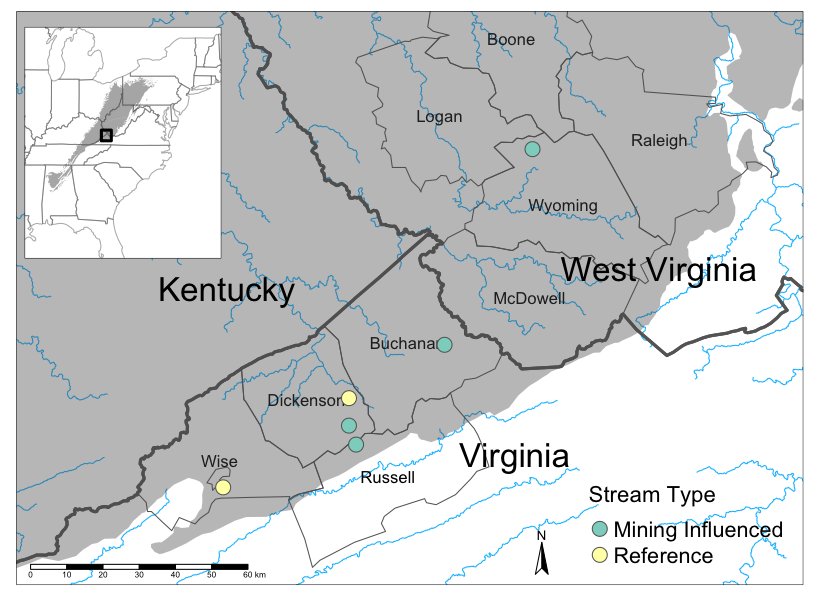 Boone
Logan
Raleigh
Wyoming
West Virginia
Kentucky
McDowell
Buchana
Dickenson
Wise
Virginia
Russell
Stream Type
Mining Influenced
Reference
N
0 10 20 30 40 50 60 km